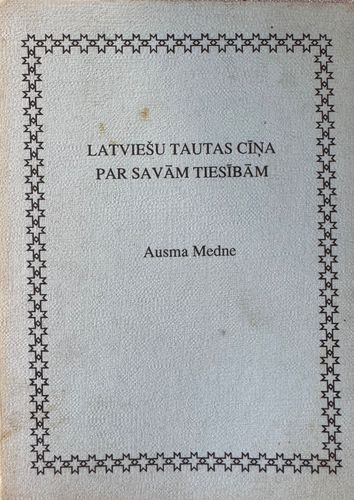 LATVIEŠU TAUTAS CĪŅA
PAR SAVĀM TIESĪBĀM
Ausma Medne